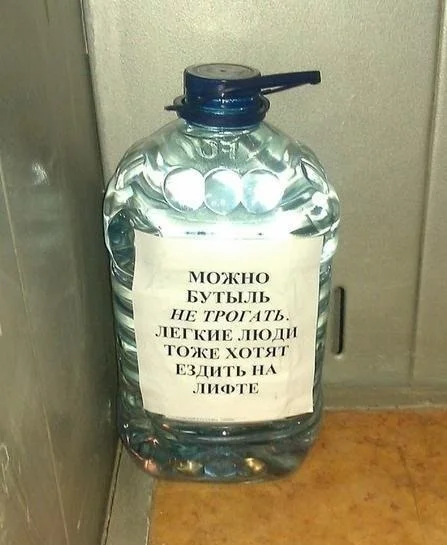 МОЖНО
БУТЫЛЬ
НЕ ТРОГАТЬ.
ЛЕГКИЕ ЛЮДИ
ТОЖЕ ХОТЯТ
ЕЗДИТЬ НА
ЛИФТЕ